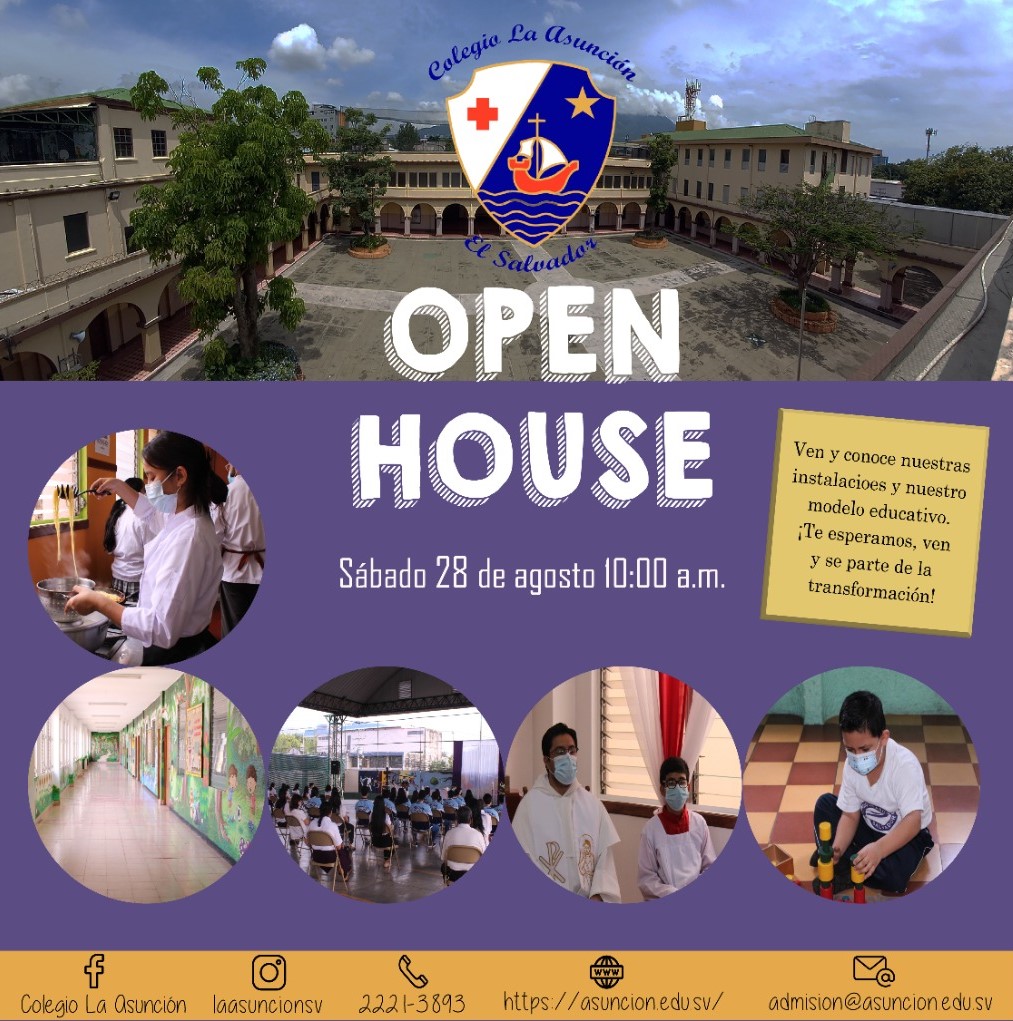 Colegio La Asunción
El Salvador
OPEN
HOUSE
Sábado 28 de agosto 10:00 a.m.
Ven y conoce nuestras
instalacioes y nuestro
modelo educativo.
¡Te esperamos, ven
y se parte de la
transformación!
Colegio La Asunción
laasuncionsv
2221-3893
WWW
https://asuncion.edu.sv/
admision@asuncion.edu.sv